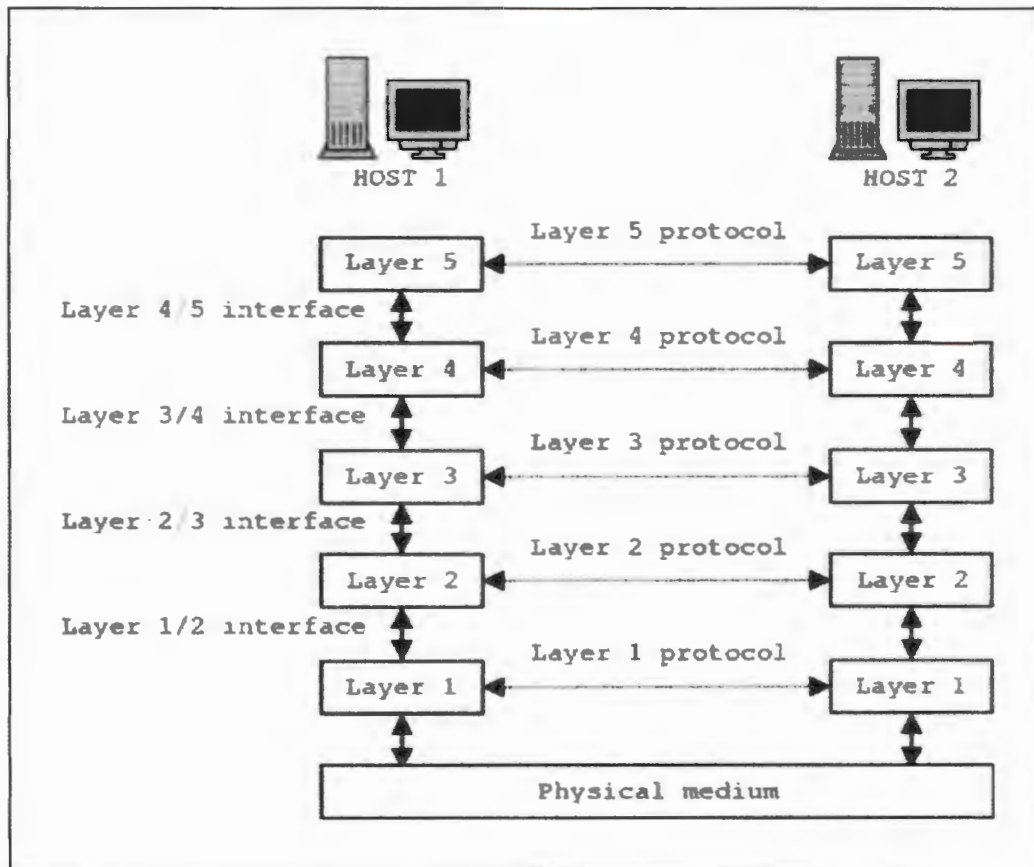 HOST 1
HOST 2
Layer 5 protocol
Layer 5
Layer 5
Layer 4/5 interface
Layer 4 protocol
Layer 4
Layer 4
Layer 3/4 interface
Layer 3 protocol
Layer 3
Layer 3
Layer 2/3 interface
Layer 2 protocol
Layer 2
Layer 2
Layer 1/2 interface
Layer 1 protocol
Layer 1
Layer 1
Physical medium